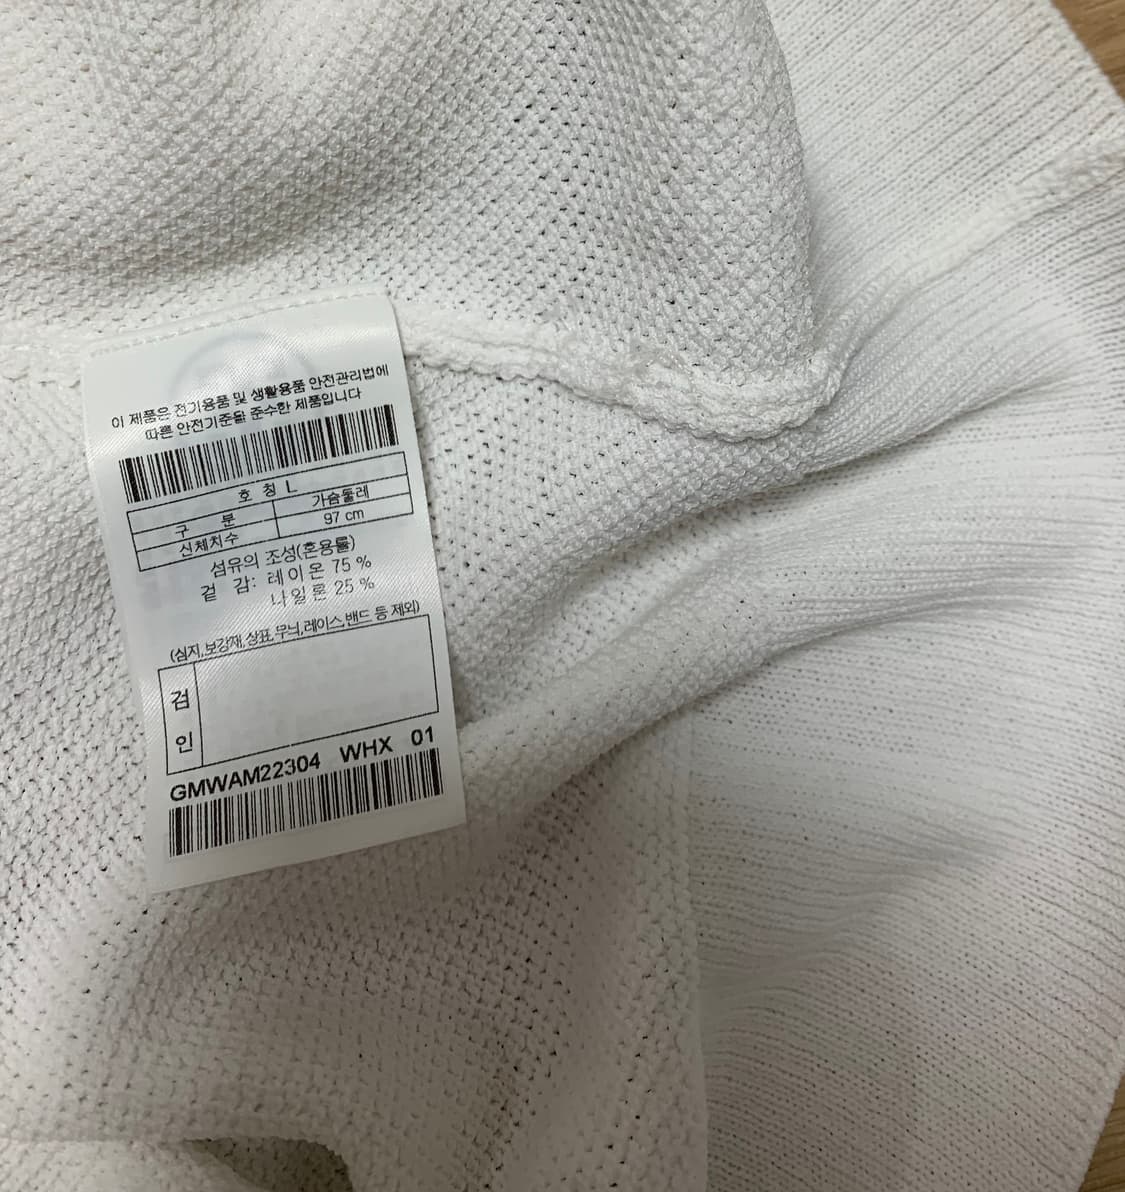 이 제품은 전기용품 및 생활용품 안전관리법에
따른 안전기준을 준수한 제품입니다
호 칭 L
구 분 가슴둘레
신체치수 97 cm
섬유의 조성(혼용률)
겉 감: 레이온 75 %
나일론 25 %
(심지,보강재,상표,무늬,레이스,밴드 등 제외)
검
인
GMWAM22304 WHX 01